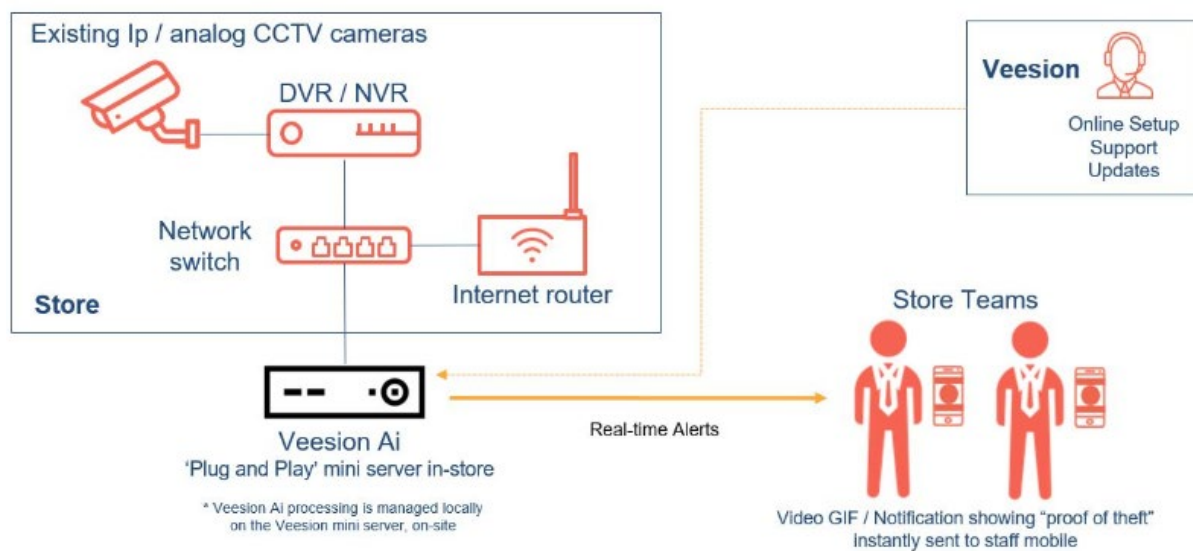 Existing Ip / analog CCTV cameras
DVR / NVR
Network
switch
Internet router
Store
Veesion
Online Setup
Support
Updates
Veesion Ai
'Plug and Play' mini server in-store
* Veesion Ai processing is managed locally
on the Veesion mini server, on-site
Real-time Alerts
Store Teams
Video GIF / Notification showing “proof of theft”
instantly sent to staff mobile